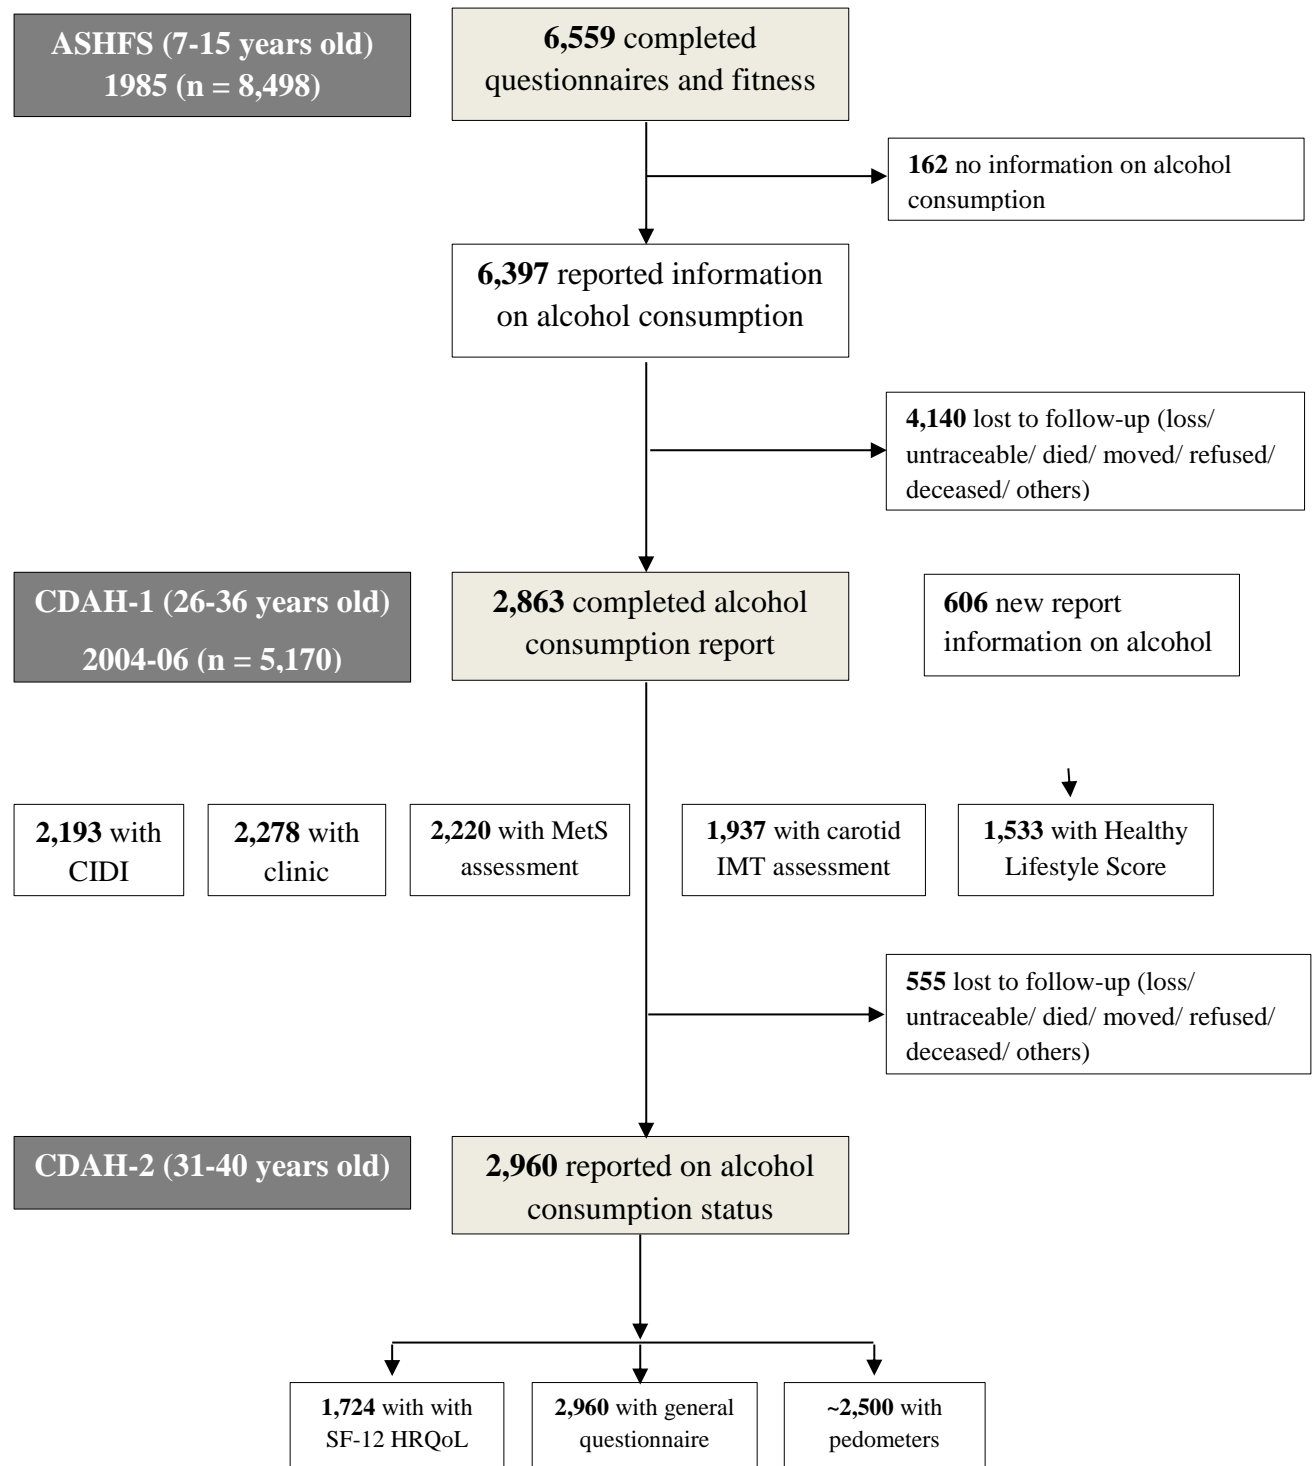 ASHFS (7-15 years old)
1985 (n = 8,498)
6,559 completed
questionnaires and fitness
162 no information on alcohol
consumption
6,397 reported information
on alcohol consumption
4,140 lost to follow-up (loss/
untraceable/ died/ moved/ refused/
deceased/ others)
CDAH-1 (26-36 years old)
2004-06 (n = 5,170)
2,863 completed alcohol
consumption report
606 new report
information on alcohol
2,193 with
CIDI
2,278 with
clinic
2,220 with MetS
assessment
1,937 with carotid
IMT assessment
1,533 with Healthy
Lifestyle Score
555 lost to follow-up (loss/
untraceable/ died/ moved/ refused/
deceased/ others)
CDAH-2 (31-40 years old)
2,960 reported on alcohol
consumption status
1,724 with with
SF-12 HRQoL
2,960 with general
questionnaire
~2,500 with
pedometers